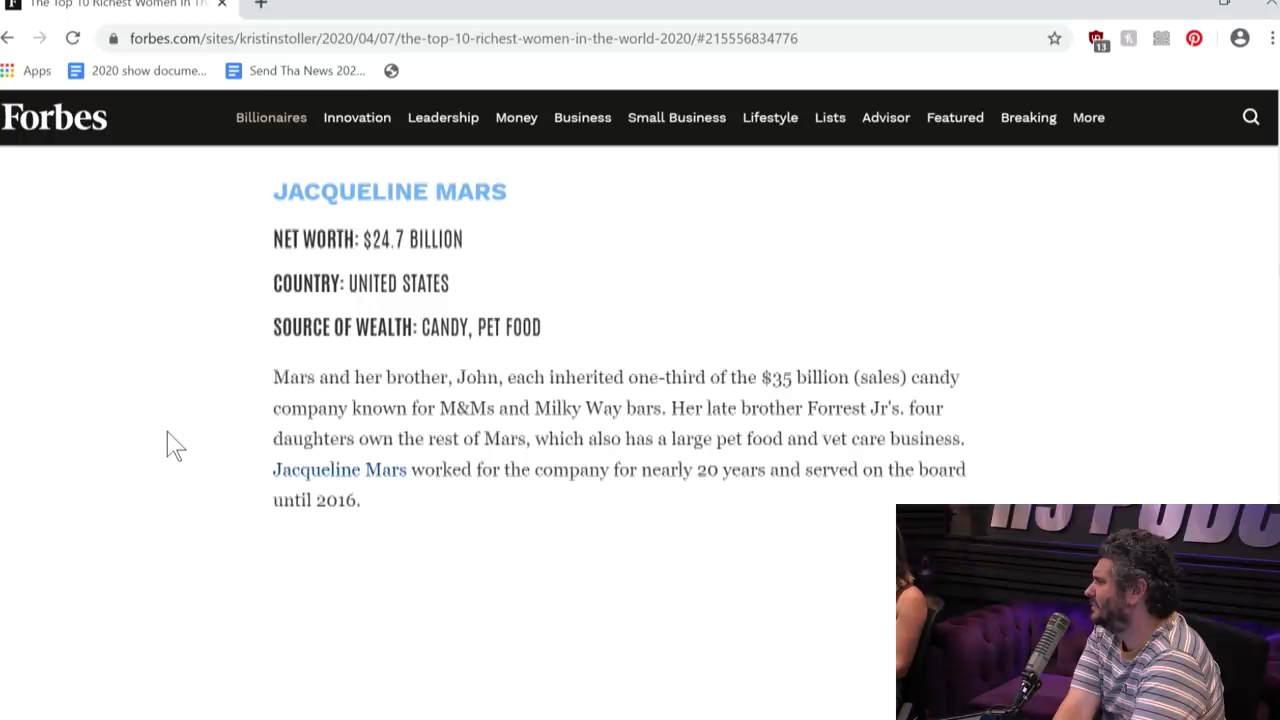 The Top 10 Richest Women In Th
forbes.com/sites/kristinstoller/2020/04/07/the-top-10-richest-women-in-the-world-2020/#215556834776
13
Apps 2020 show docume... Send Tha News 202...
Forbes Billionaires Innovation Leadership Money Business Small Business Lifestyle Lists Advisor Featured Breaking More
JACQUELINE MARS
NET WORTH: $24.7 BILLION
COUNTRY: UNITED STATES
SOURCE OF WEALTH: CANDY, PET FOOD
Mars and her brother, John, each inherited one-third of the $35 billion (sales) candy
company known for M&Ms and Milky Way bars. Her late brother Forrest Jr's. four
daughters own the rest of Mars, which also has a large pet food and vet care business.
Jacqueline Mars worked for the company for nearly 20 years and served on the board
until 2016.